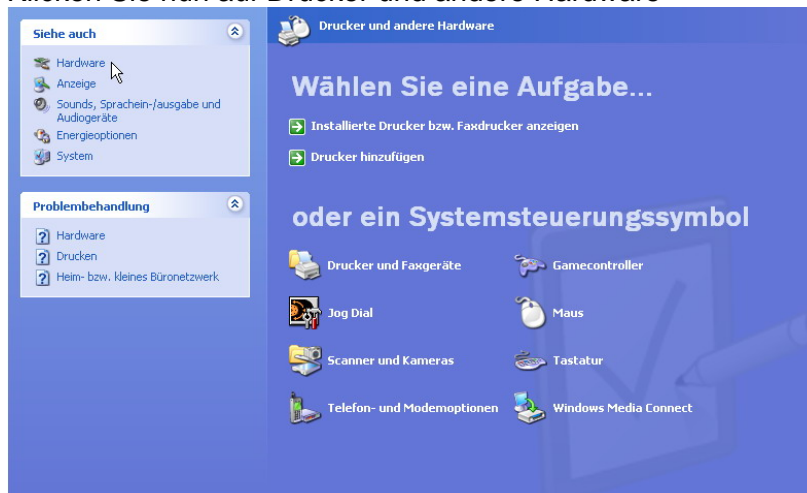 Klicken Sie nun auf Drucker und andere Hardware
Siehe auch
Hardware
Anzeige
Sounds, Sprachein-/ausgabe und
Audiogeräte
Energieoptionen
System
Problembehandlung
Hardware
Drucken
Heim- bzw. kleines Büronetzwerk
Drucker und andere Hardware
Wählen Sie eine Aufgabe...
Installierte Drucker bzw. Faxdrucker anzeigen
Drucker hinzufügen
oder ein Systemsteuerungssymbol
Drucker und Faxgeräte
Gamecontroller
Jog Dial
Maus
Scanner und Kameras
Tastatur
Telefon- und Modemoptionen
Windows Media Connect